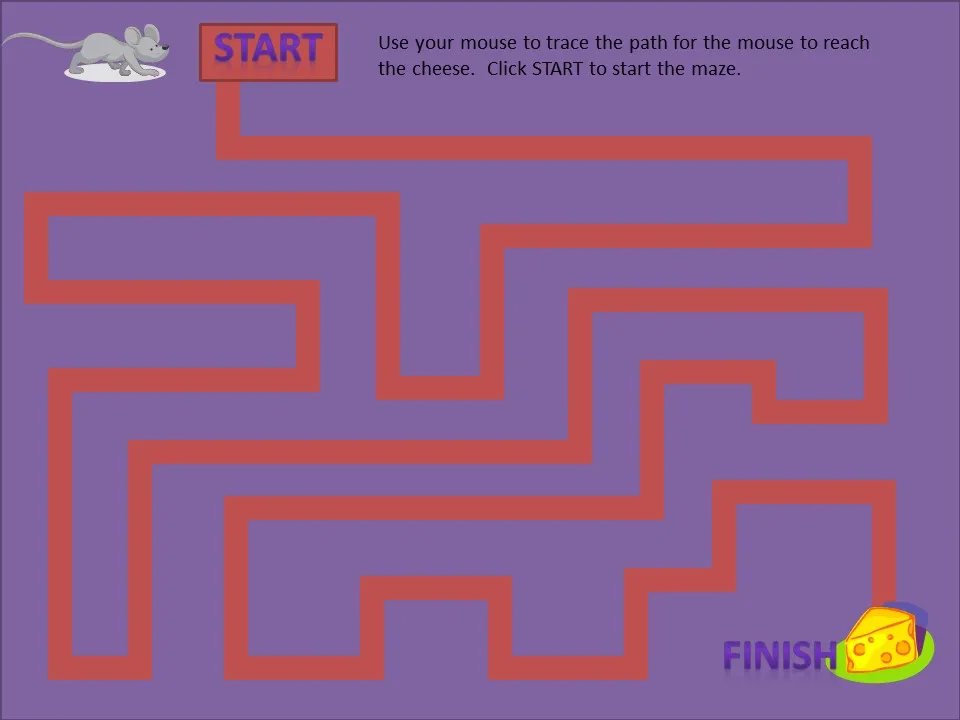 START
Use your mouse to trace the path for the mouse to reach
the cheese.  Click START to start the maze.
FINISH